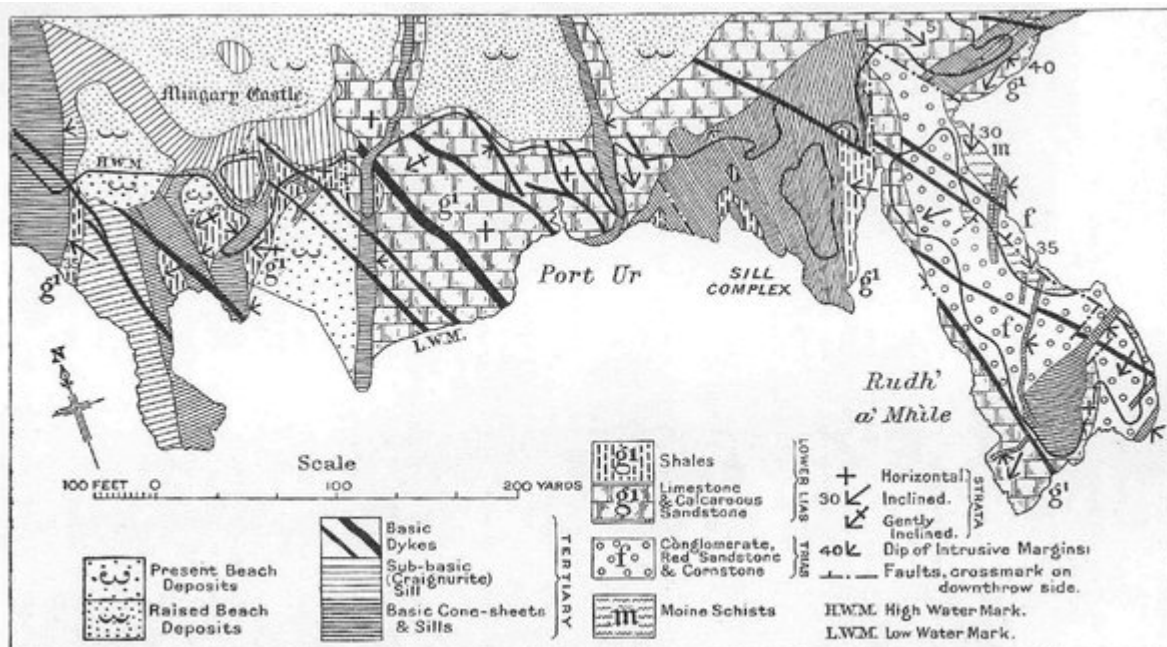 5
40
g1
Mingary Castle
30
m
H.W.M.
g1
f
35
g1
g1
g1
Port Ur
SILL
COMPLEX
f
L.W.M.
Rudh'
a' Mhìle
g1
N
Scale
100 FEET 0 100 200 YARDS
Basic
Dykes
Sub-basic
(Craignurite)
Sill
Basic Cone-sheets
& Sills
TERTIARY
Present Beach
Deposits
Raised Beach
Deposits
g1 Shales
g1 Limestone
& Calcareous
Sandstone
LOWER LIAS
f Conglomerate,
Red Sandstone
& Cornstone
TRIAS
m Moine Schists
Horizontal.
30 Inclined.
Gently
Inclined.
STRATA
40 Dip of Intrusive Margins:
Faults, crossmark on
downthrow side.
H.W.M. High Water Mark.
L.W.M. Low Water Mark.